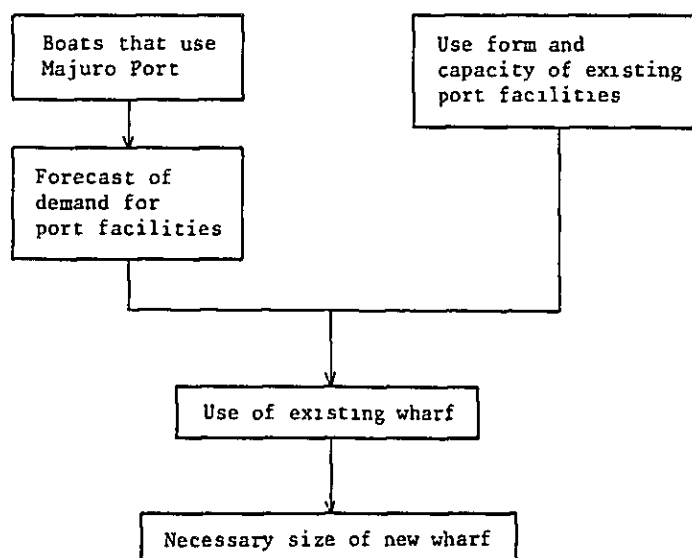 Boats that use
Majuro Port
Use form and
capacity of existing
port facilities
Forecast of
demand for
port facilities
Use of existing wharf
Necessary size of new wharf